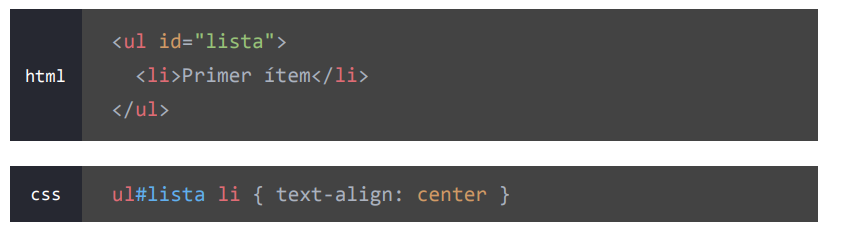 html
<ul id="lista">
<li>Primer ítem</li>
</ul>
css
ul#lista li { text-align: center }